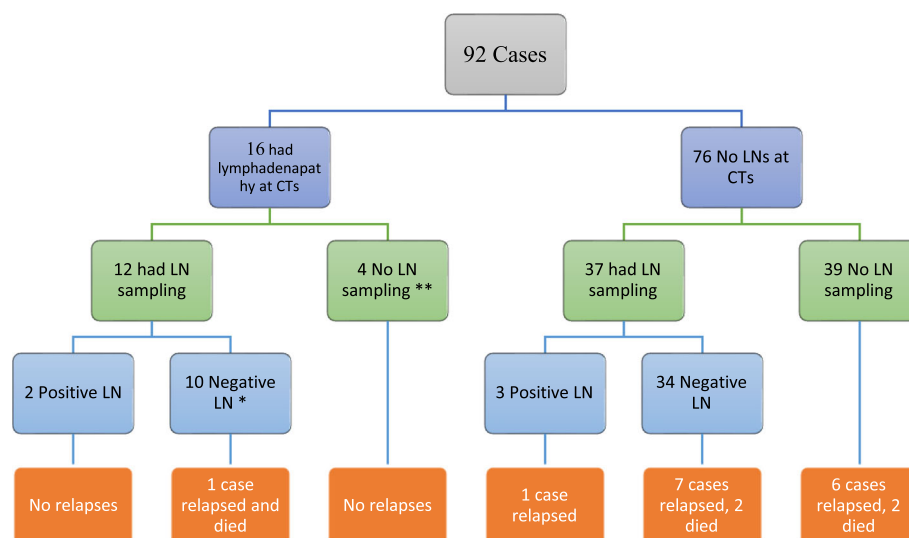 92 Cases
16 had
lymphadenapat
hy at CTs
76 No LNs at
CTs
12 had LN
sampling
4 No LN
sampling **
37 had LN
sampling
39 No LN
sampling
2 Positive LN
10 Negative
LN *
3 Positive LN
34 Negative
LN
No relapses
1 case
relapsed and
died
No relapses
1 case
relapsed
7 cases
relapsed, 2
died
6 cases
relapsed, 2
died